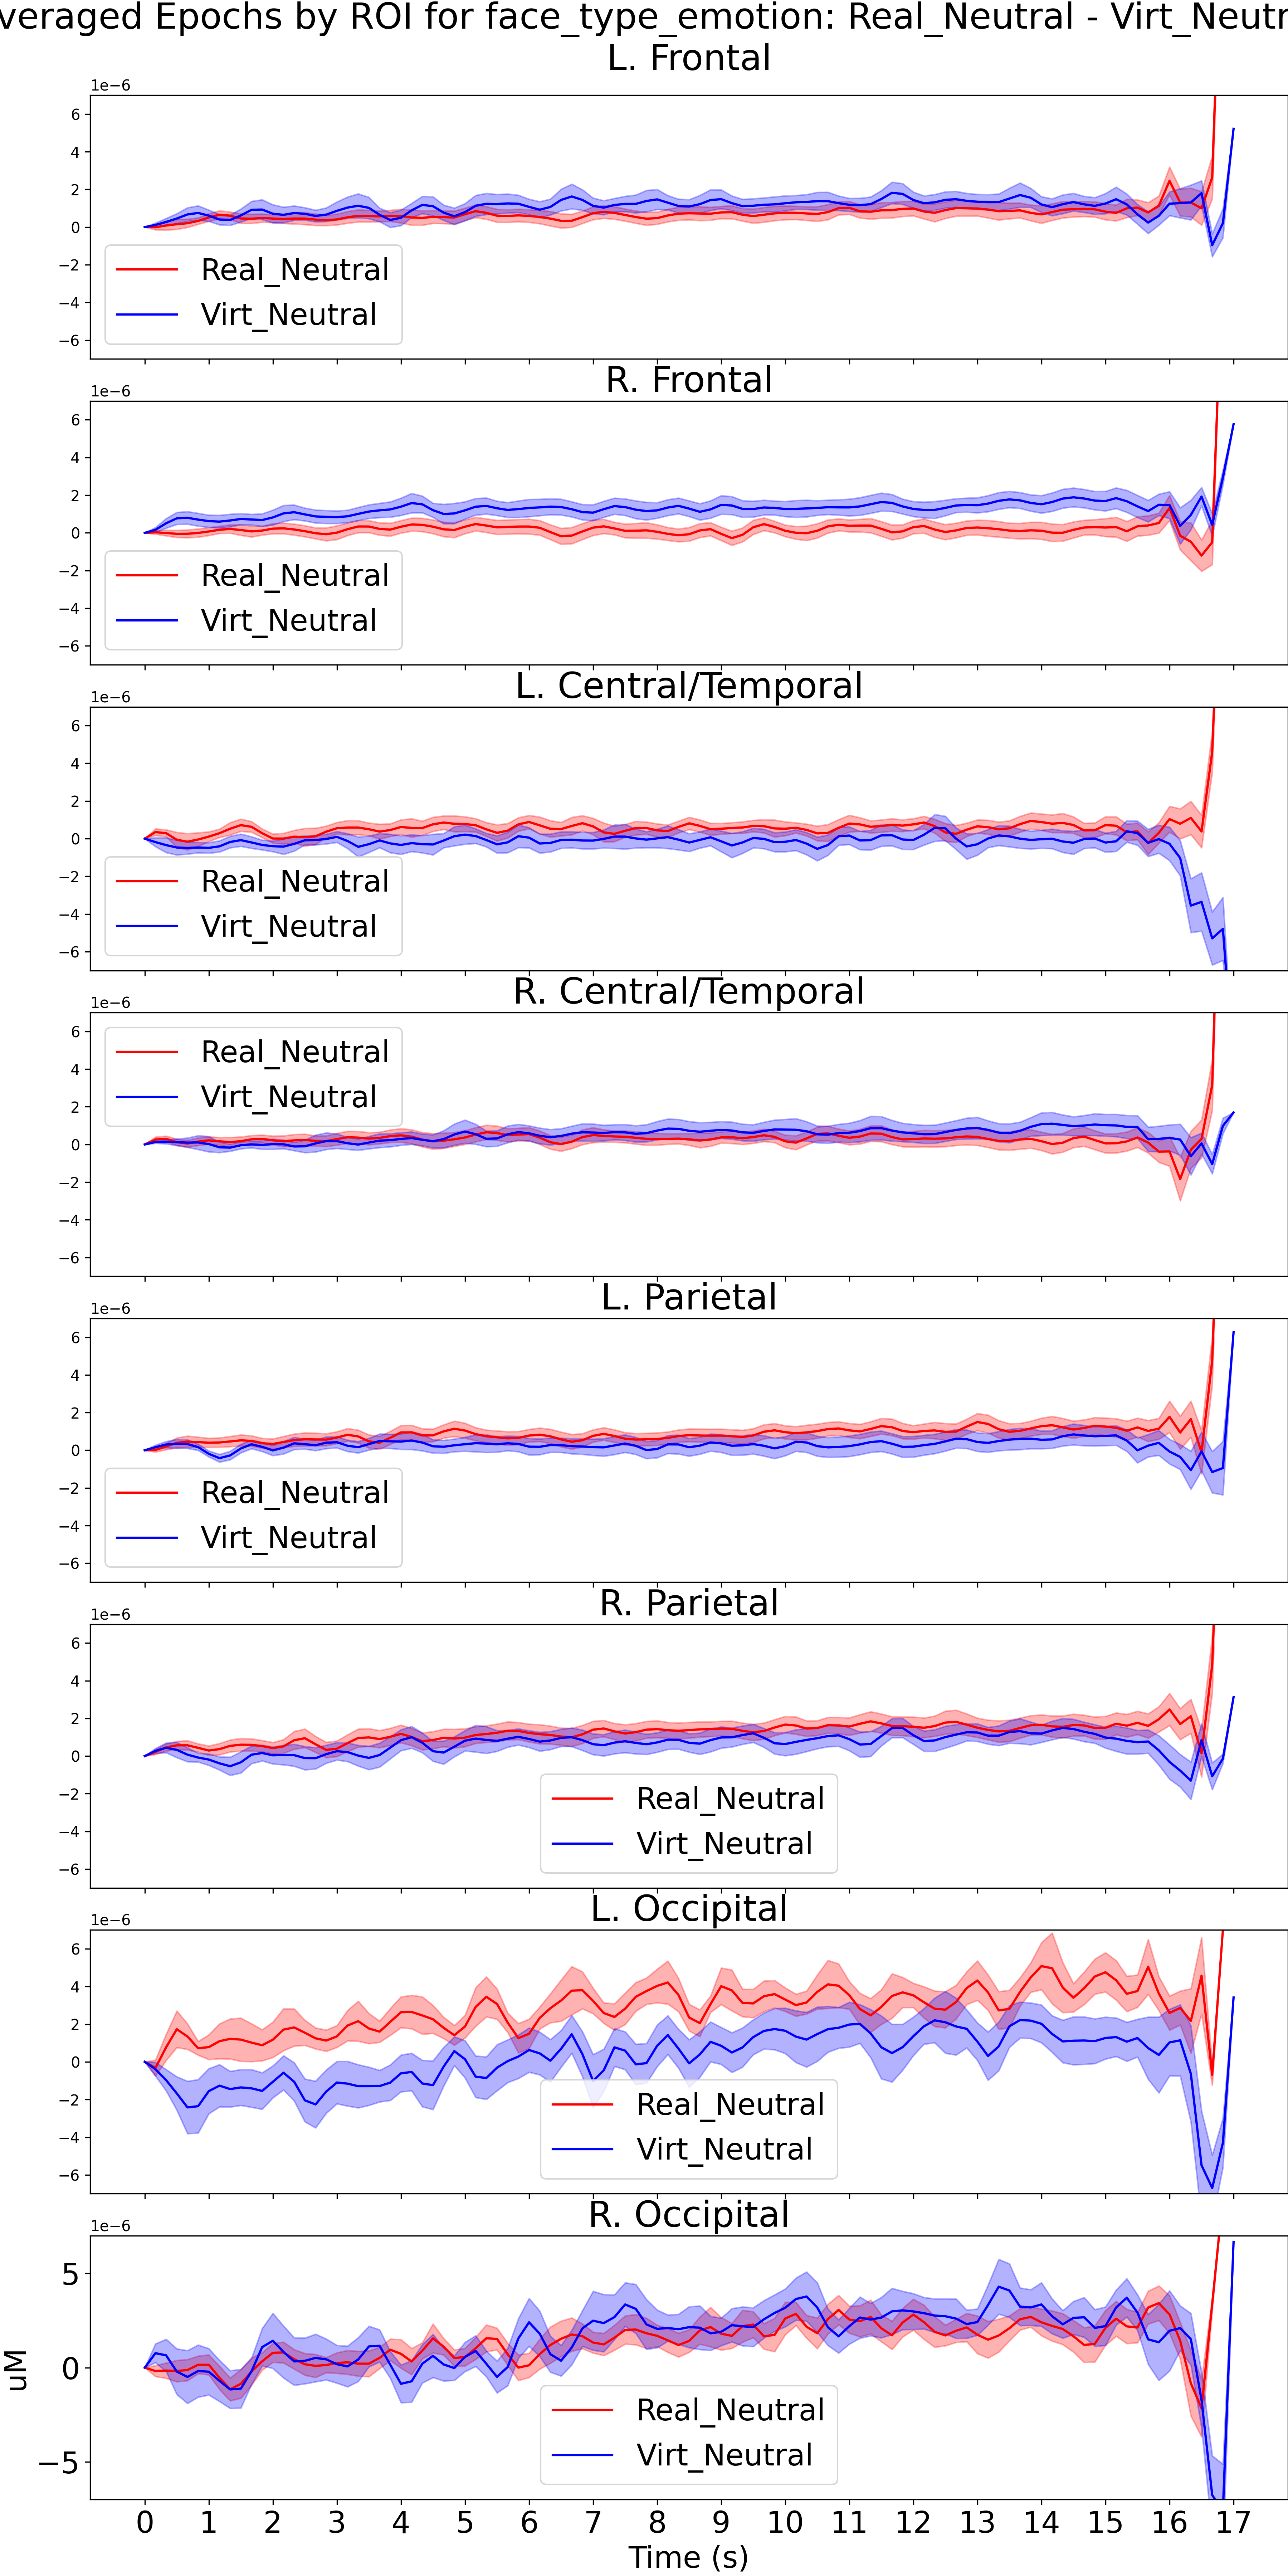 veraged Epochs by ROI for face_type_emotion: Real_Neutral - Virt_Neutr
L. Frontal
1e−6
6
4
2
0
−2
−4
−6
Real_Neutral
Virt_Neutral
R. Frontal
1e−6
6
4
2
0
−2
−4
−6
Real_Neutral
Virt_Neutral
L. Central/Temporal
1e−6
6
4
2
0
−2
−4
−6
Real_Neutral
Virt_Neutral
R. Central/Temporal
1e−6
6
4
2
0
−2
−4
−6
Real_Neutral
Virt_Neutral
L. Parietal
1e−6
6
4
2
0
−2
−4
−6
Real_Neutral
Virt_Neutral
R. Parietal
1e−6
6
4
2
0
−2
−4
−6
Real_Neutral
Virt_Neutral
L. Occipital
1e−6
6
4
2
0
−2
−4
−6
Real_Neutral
Virt_Neutral
R. Occipital
1e−6
5
0
−5
uM
Real_Neutral
Virt_Neutral
0 1 2 3 4 5 6 7 8 9 10 11 12 13 14 15 16 17
Time (s)